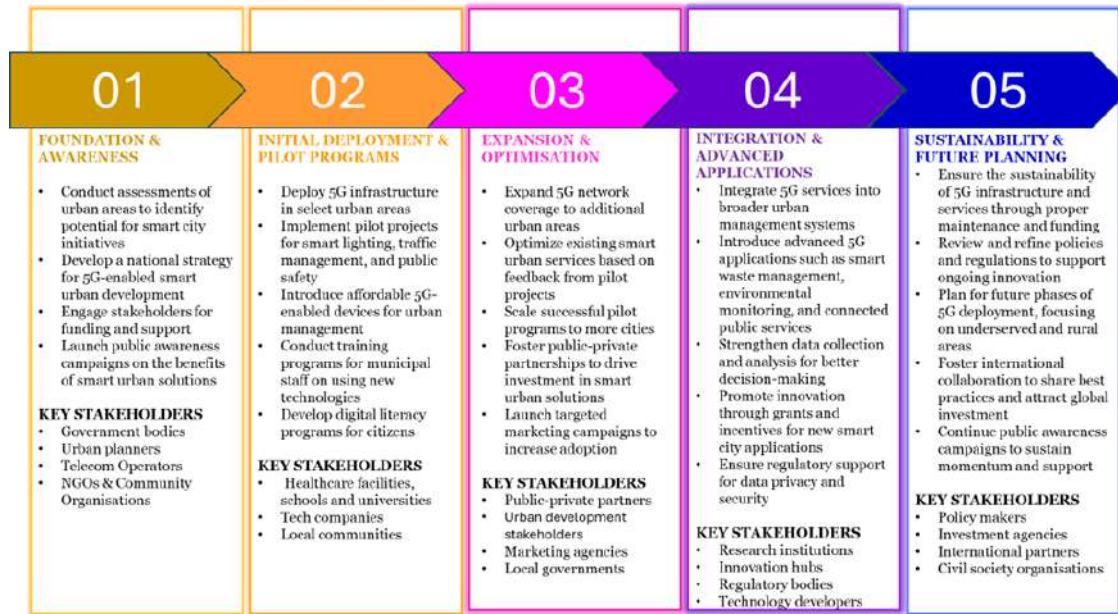 01
02
03
04
05
FOUNDATION &
AWARENESS
• Conduct assessments of
urban areas to identify
potential for smart city
initiatives
• Develop a national strategy
for 5G-enabled smart
urban development
• Engage stakeholders for
funding and support
• Launch public awareness
campaigns on the benefits
of smart urban solutions
KEY STAKEHOLDERS
• Government bodies
• Urban planners
• Telecom Operators
• NGOs & Community
Organisations
INITIAL DEPLOYMENT &
PILOT PROGRAMS
• Deploy 5G infrastructure
in select urban areas
• Implement pilot projects
for smart lighting, traffic
management, and public
safety
• Introduce affordable 5G-
enabled devices for urban
management
• Conduct training
programs for municipal
staff on using new
technologies
• Develop digital literacy
programs for citizens
KEY STAKEHOLDERS
• Healthcare facilities,
schools and universities
• Tech companies
• Local communities
EXPANSION &
OPTIMISATION
• Expand 5G network
coverage to additional
urban areas
• Optimize existing smart
urban services based on
feedback from pilot
projects
• Scale successful pilot
programs to more cities
• Foster public-private
partnerships to drive
investment in smart
urban solutions
• Launch targeted
marketing campaigns to
increase adoption
KEY STAKEHOLDERS
• Public-private partners
• Urban development
stakeholders
• Marketing agencies
• Local governments
INTEGRATION &
ADVANCED
APPLICATIONS
• Integrate 5G services into
broader urban
management systems
• Introduce advanced 5G
applications such as smart
waste management,
environmental
monitoring, and connected
public services
• Strengthen data collection
and analysis for better
decision-making
• Promote innovation
through grants and
incentives for new smart
city applications
• Ensure regulatory support
for data privacy and
security
KEY STAKEHOLDERS
• Research institutions
• Innovation hubs
• Regulatory bodies
• Technology developers
SUSTAINABILITY &
FUTURE PLANNING
• Ensure the sustainability
of 5G infrastructure and
services through proper
maintenance and funding
• Review and refine policies
and regulations to support
ongoing innovation
• Plan for future phases of
5G deployment, focusing
on underserved and rural
areas
• Foster international
collaboration to share best
practices and attract global
investment
• Continue public awareness
campaigns to sustain
momentum and support
KEY STAKEHOLDERS
• Policy makers
• Investment agencies
• International partners
• Civil society organisations